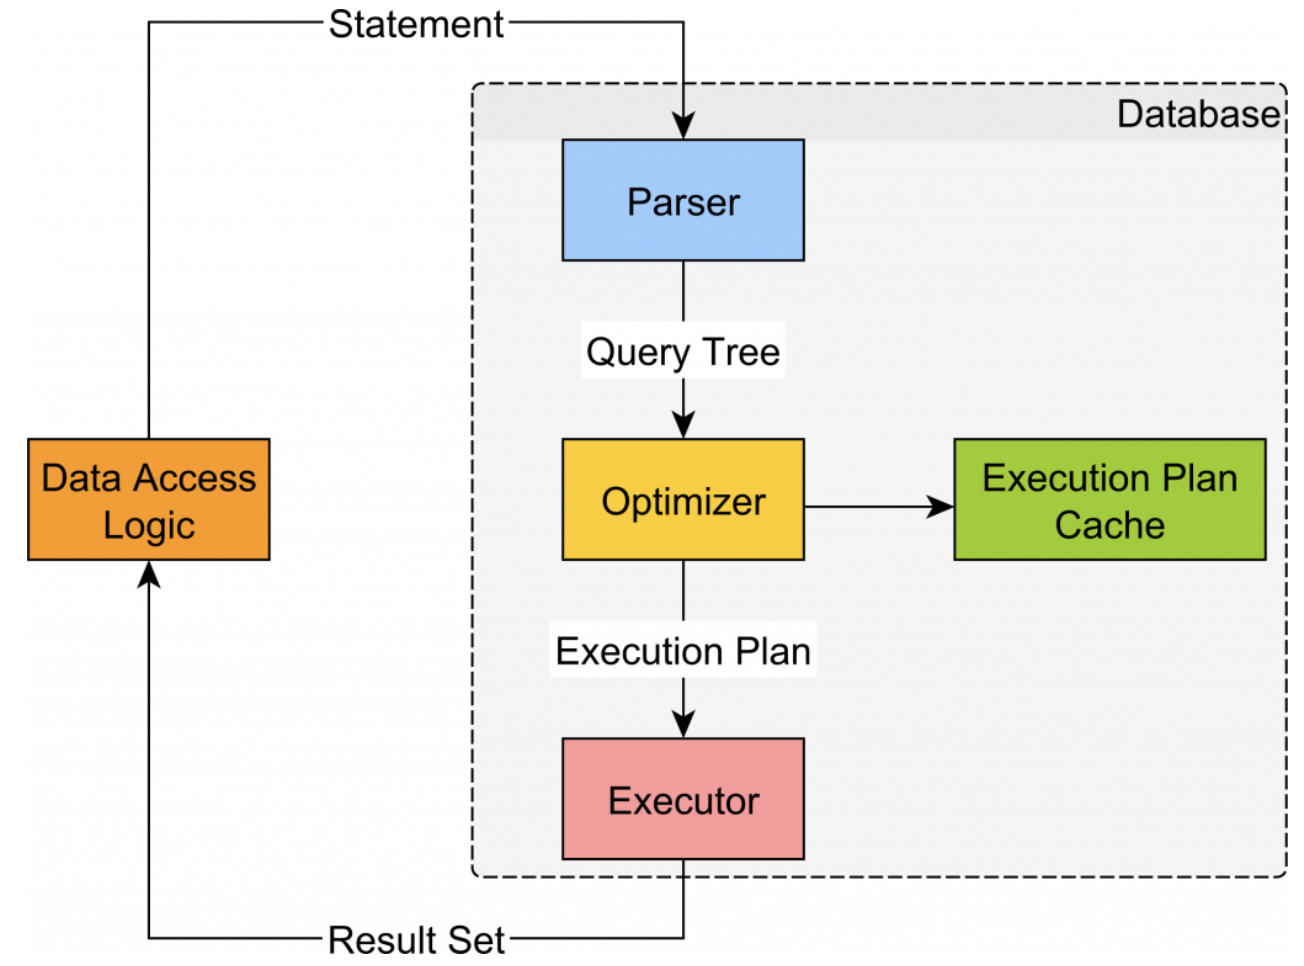 Statement
Database
Parser
Query Tree
Data Access
Logic
Optimizer
Execution Plan
Cache
Execution Plan
Executor
Result Set